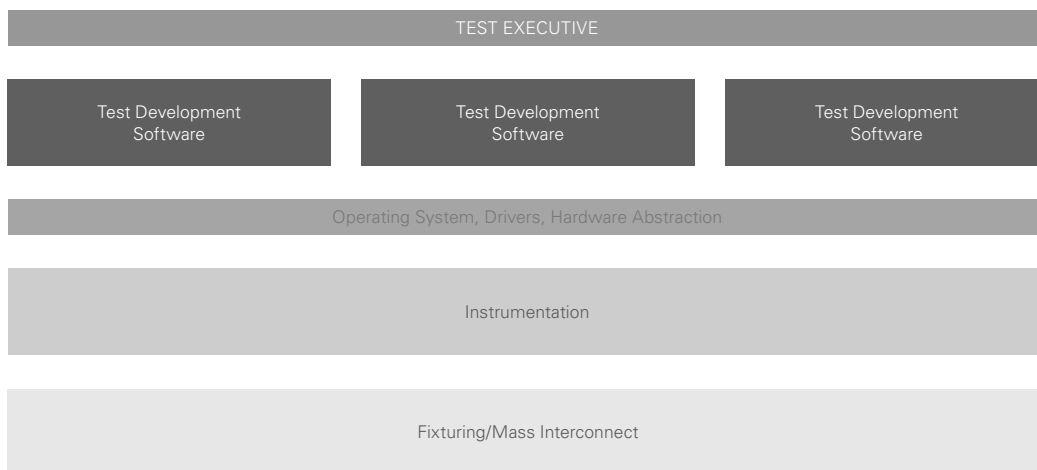 TEST EXECUTIVE
Test Development
Software
Test Development
Software
Test Development
Software
Operating System, Drivers, Hardware Abstraction
Instrumentation
Fixturing/Mass Interconnect